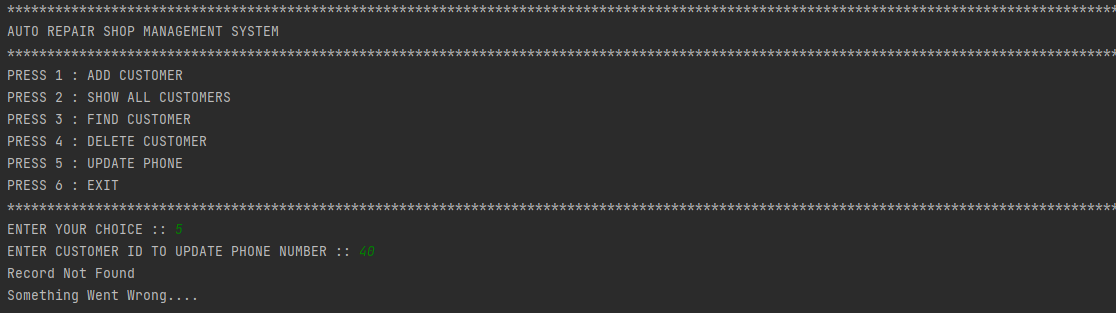 ********************************************************************************************************************************************
AUTO REPAIR SHOP MANAGEMENT SYSTEM
********************************************************************************************************************************************
PRESS 1 : ADD CUSTOMER
PRESS 2 : SHOW ALL CUSTOMERS
PRESS 3 : FIND CUSTOMER
PRESS 4 : DELETE CUSTOMER
PRESS 5 : UPDATE PHONE
PRESS 6 : EXIT
********************************************************************************************************************************************
ENTER YOUR CHOICE :: 5
ENTER CUSTOMER ID TO UPDATE PHONE NUMBER :: 40
Record Not Found
Something Went Wrong....